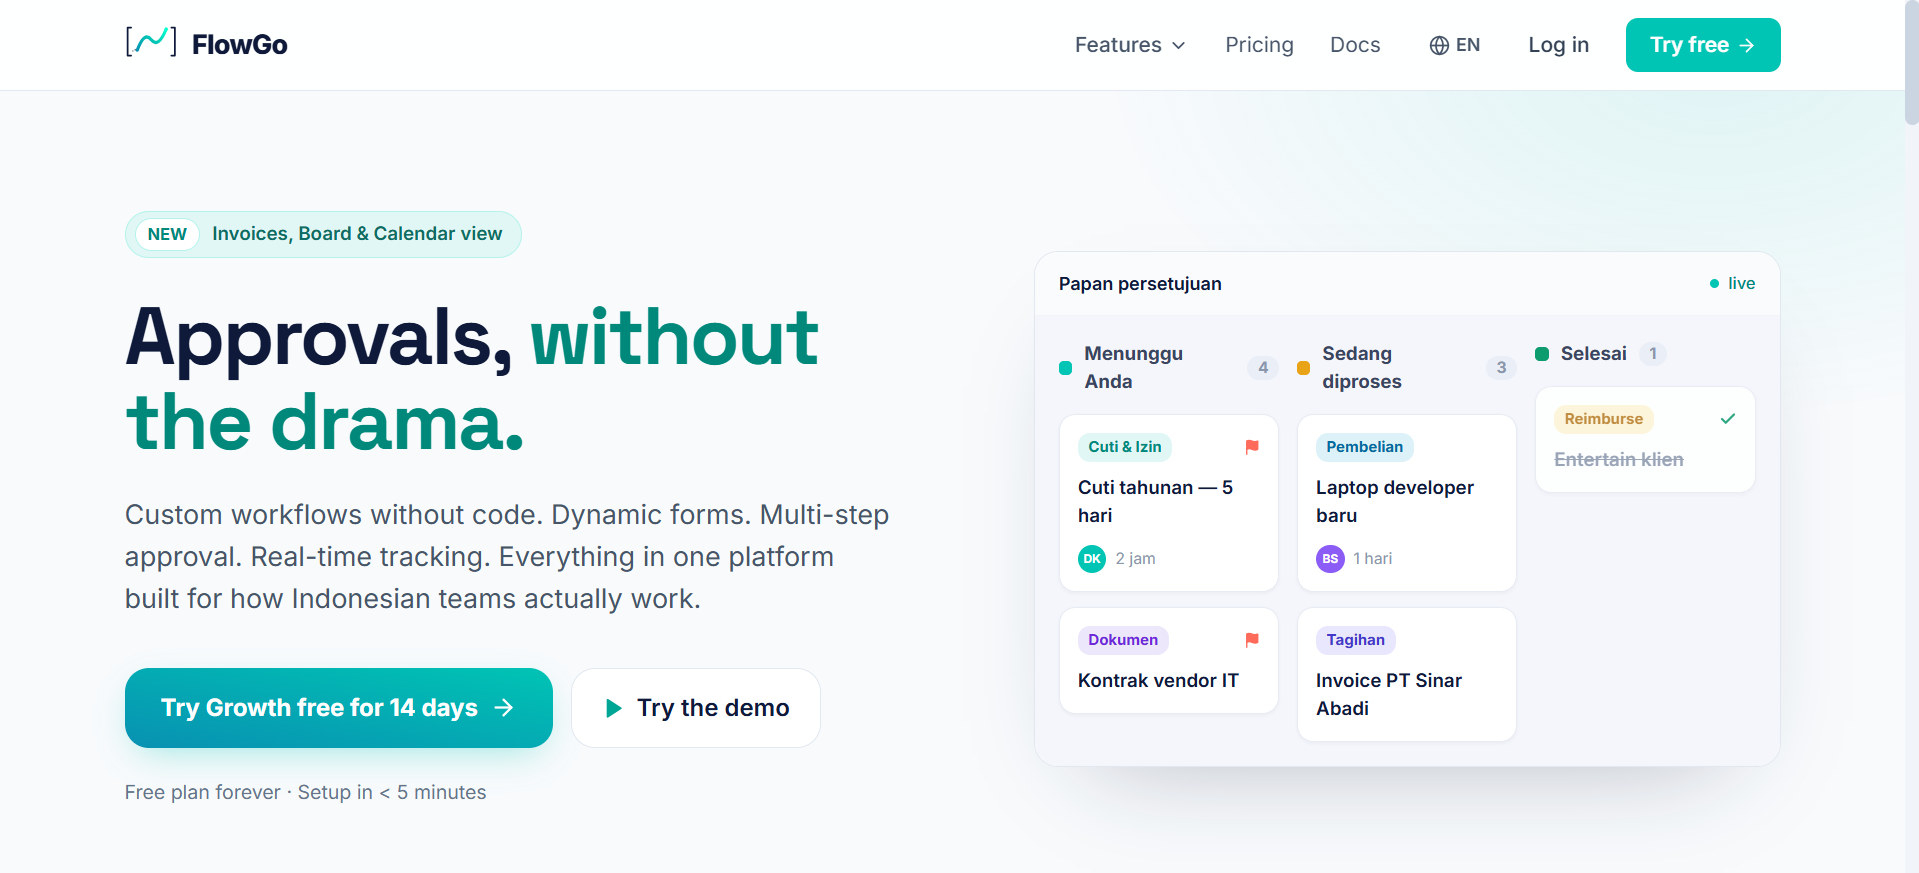 FlowGo
Features
Pricing
Docs
EN
Log in
Try free
NEW Invoices, Board & Calendar view
Approvals, without
the drama.
Custom workflows without code. Dynamic forms. Multi-step
approval. Real-time tracking. Everything in one platform
built for how Indonesian teams actually work.
Try Growth free for 14 days
Try the demo
Free plan forever · Setup in < 5 minutes
Papan persetujuan
live
Menunggu
Anda
4
Cuti & Izin
Cuti tahunan — 5
hari
DK 2 jam
Dokumen
Kontrak vendor IT
Sedang
diproses
3
Pembelian
Laptop developer
baru
BS 1 hari
Tagihan
Invoice PT Sinar
Abadi
Selesai 1
Reimburse
Entertain klien